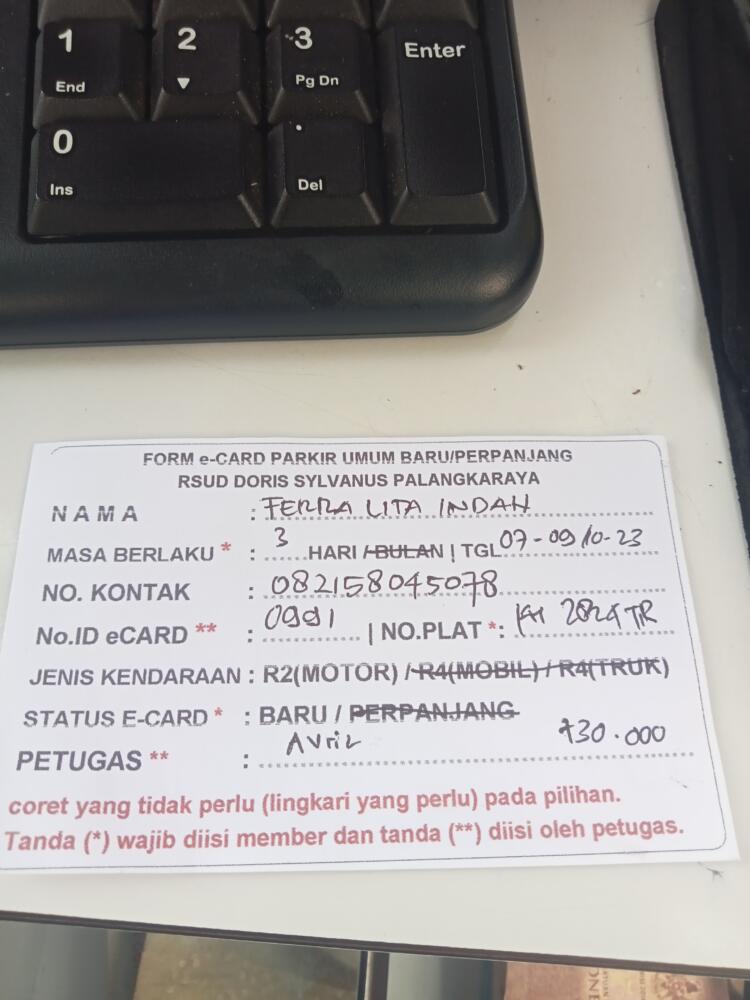 1 2 3 Enter
End ▼ Pg Dn
0 .
Ins Del
FORM e-CARD PARKIR UMUM BARU/PERPANJANG
RSUD DORIS SYLVANUS PALANGKARAYA
NAMA : FERRA LITA INDAH
MASA BERLAKU * : 3 HARI / BULAN | TGL 07-09/10-23
NO. KONTAK : 082158045078
No.ID eCARD ** : 0991 | NO.PLAT *: KH 2824 TR
JENIS KENDARAAN : R2(MOTOR) / R4(MOBIL) / R4(TRUK)
STATUS E-CARD * : BARU / PERPANJANG
PETUGAS ** : AVriL 730.000
coret yang tidak perlu (lingkari yang perlu) pada pilihan.
Tanda (*) wajib diisi member dan tanda (**) diisi oleh petugas.